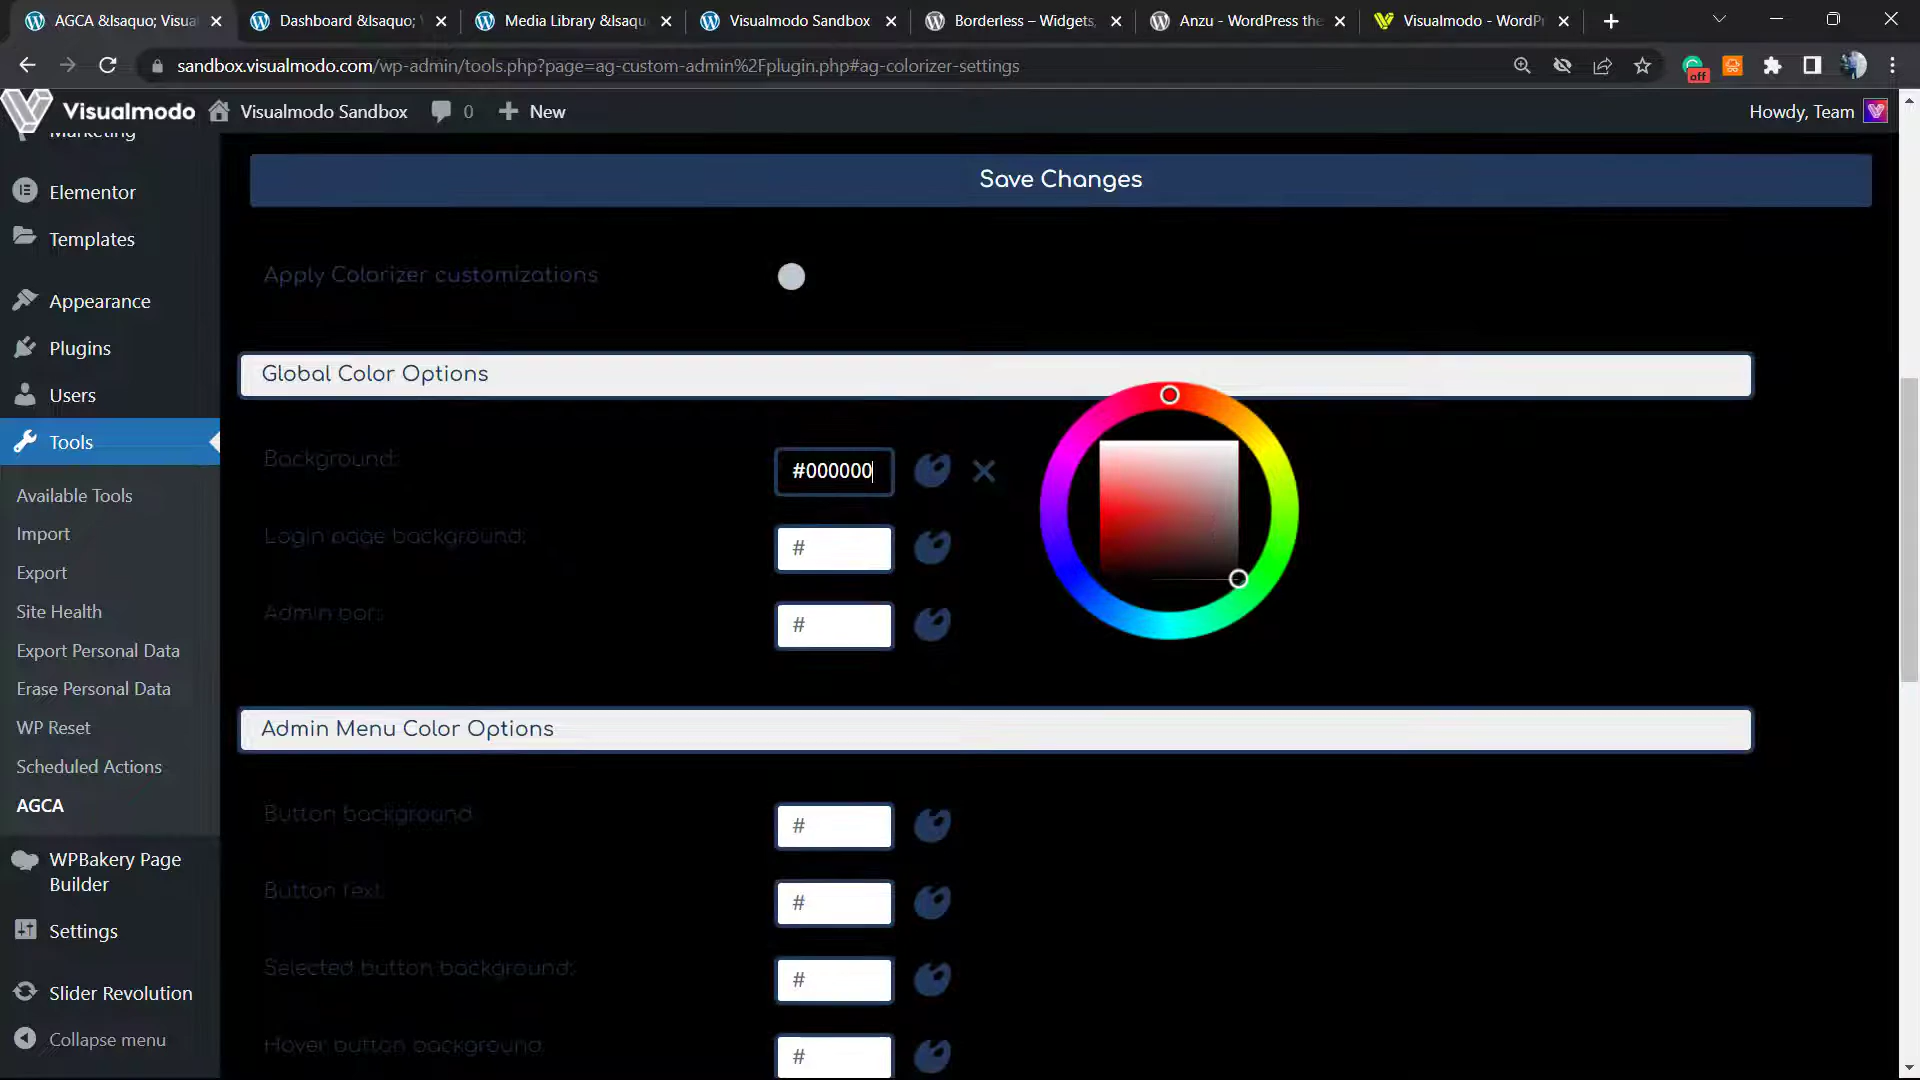 AGCA &lsaquo; Visual
Dashboard &lsaquo;
Media Library &lsaquo
Visualmodo Sandbox
Borderless – Widgets,
Anzu - WordPress the
Visualmodo - WordP
sandbox.visualmodo.com/wp-admin/tools.php?page=ag-custom-admin%2Fplugin.php#ag-colorizer-settings
off
Visualmodo
Visualmodo Sandbox
0
New
Howdy, Team
Marketing
Elementor
Templates
Appearance
Plugins
Users
Tools
Available Tools
Import
Export
Site Health
Export Personal Data
Erase Personal Data
WP Reset
Scheduled Actions
AGCA
WPBakery Page
Builder
Settings
Slider Revolution
Collapse menu
Save Changes
Apply Colorizer customizations
Global Color Options
Background:
#000000
Login page background:
#
Admin bar:
#
Admin Menu Color Options
Button background
#
Button text
#
Selected button background:
#
Hover button background
#